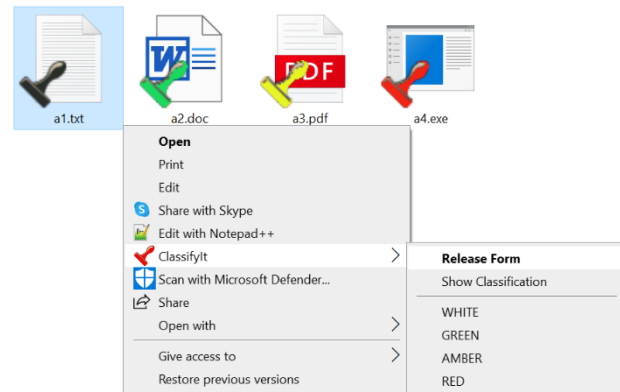 W
PDF
a1.txt
a2.doc
a3.pdf
a4.exe
Open
Print
Edit
Share with Skype
Edit with Notepad++
ClassifyIt
Scan with Microsoft Defender...
Share
Open with
Give access to
Restore previous versions
Release Form
Show Classification
WHITE
GREEN
AMBER
RED